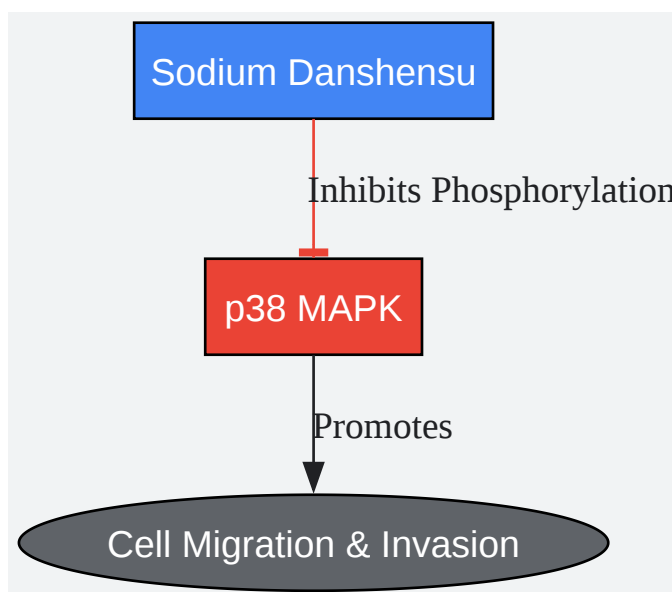 Sodium Danshensu
Inhibits Phosphorylation
p38 MAPK
Promotes
Cell Migration & Invasion